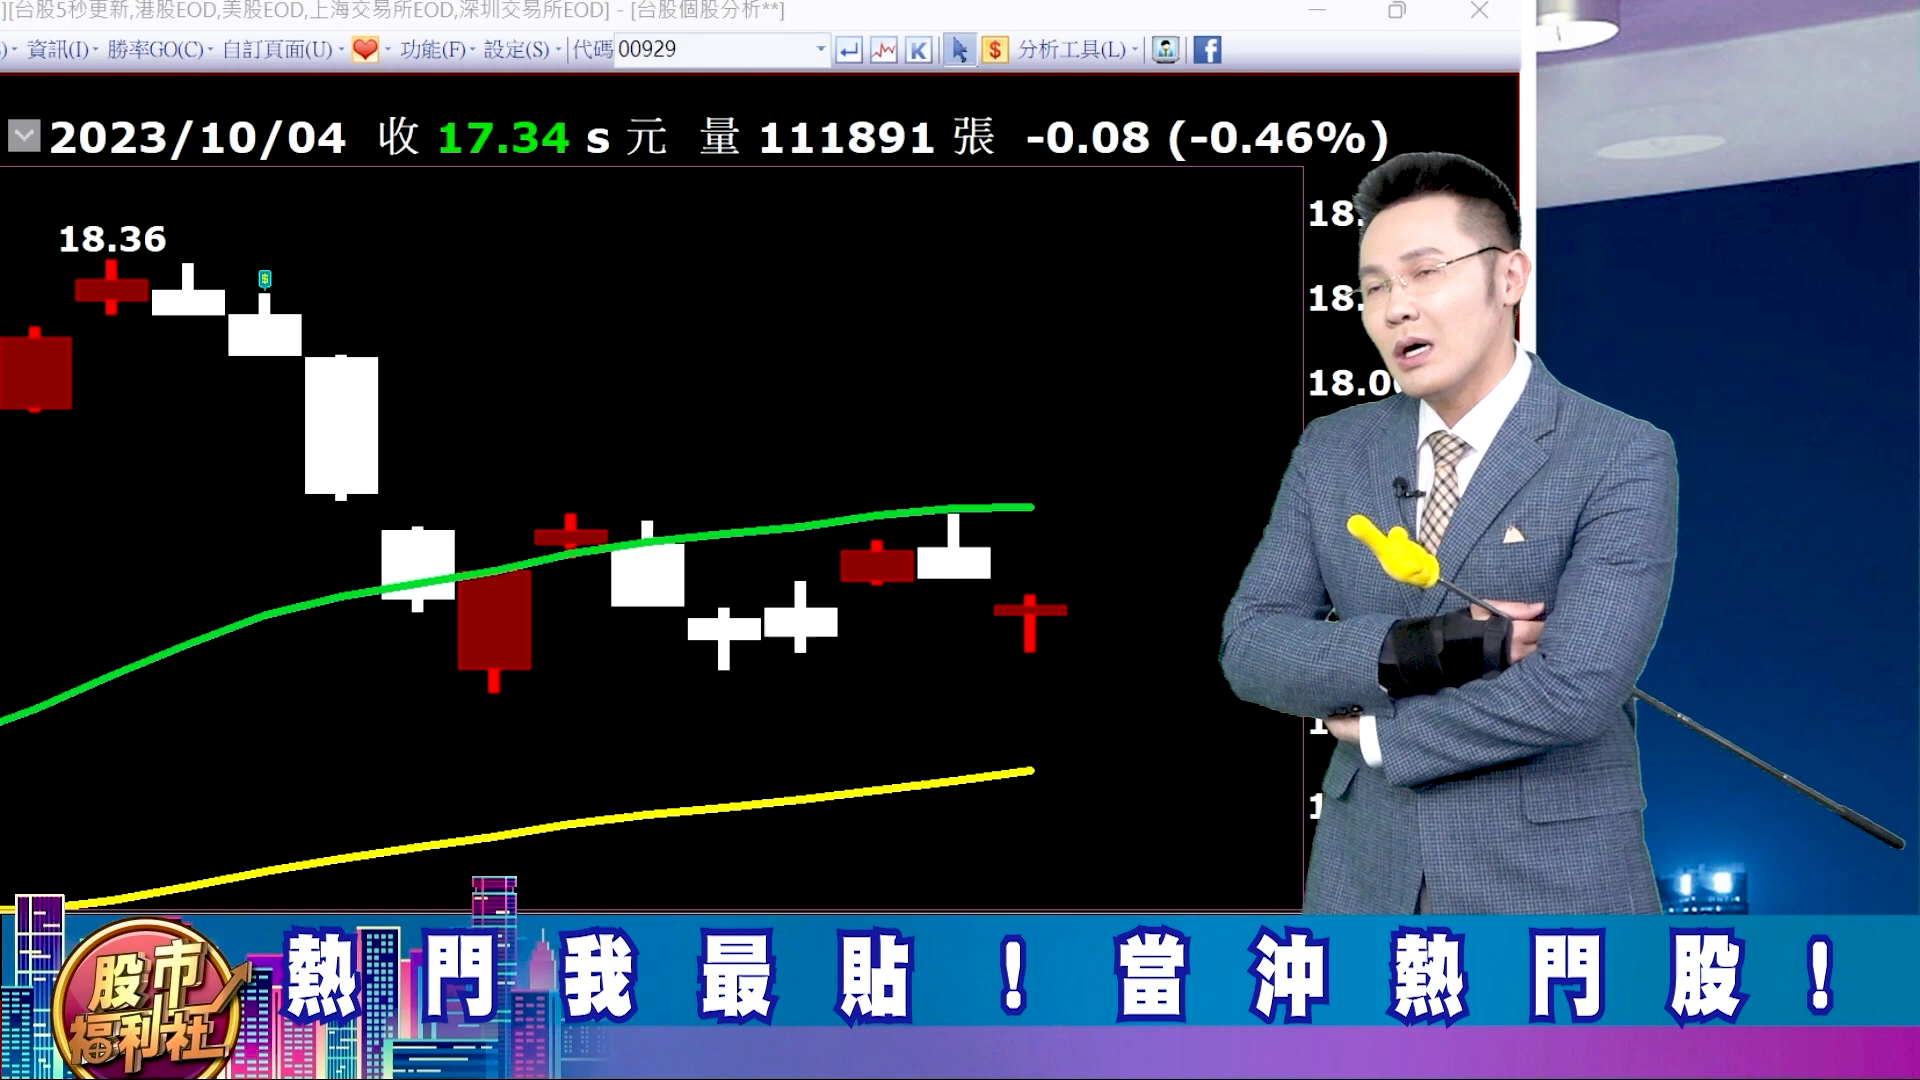 ][台股5秒更新,港股EOD,美股EOD,上海交易所EOD,深圳交易所EOD] - [台股個股分析**]
資訊(I) 勝率GO(C) 自訂頁面(U) 功能(F) 設定(S) 代碼 00929 K $ 分析工具(L) f
2023/10/04 收 17.34 s 元 量 111891 張 -0.08 (-0.46%)
18.36
$
18.
18.
18.0
股市
福利社
熱門我最貼!當沖熱門股!